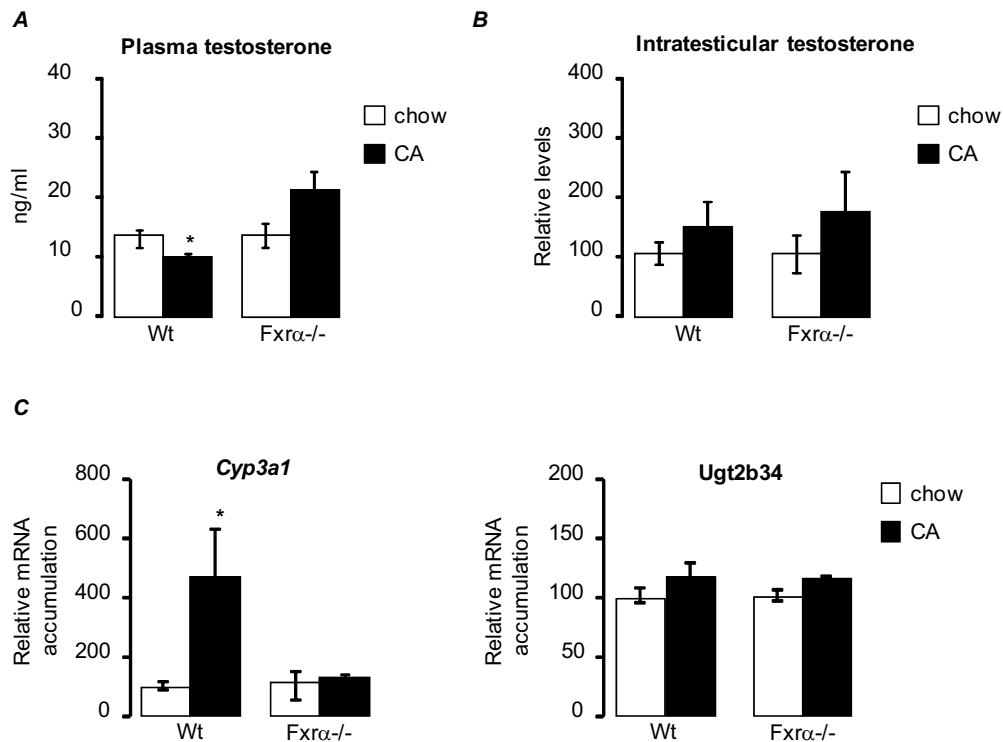 A
Plasma testosterone
40
30
20
10
0
ng/ml
*
Wt
Fxrα-/-
chow
CA
B
Intratesticular testosterone
400
300
200
100
0
Relative levels
Wt
Fxrα-/-
chow
CA
C
Cyp3a1
800
600
400
200
0
Relative mRNA
accumulation
*
Wt
Fxrα-/-
Ugt2b34
200
150
100
50
0
Relative mRNA
accumulation
Wt
Fxrα-/-
chow
CA